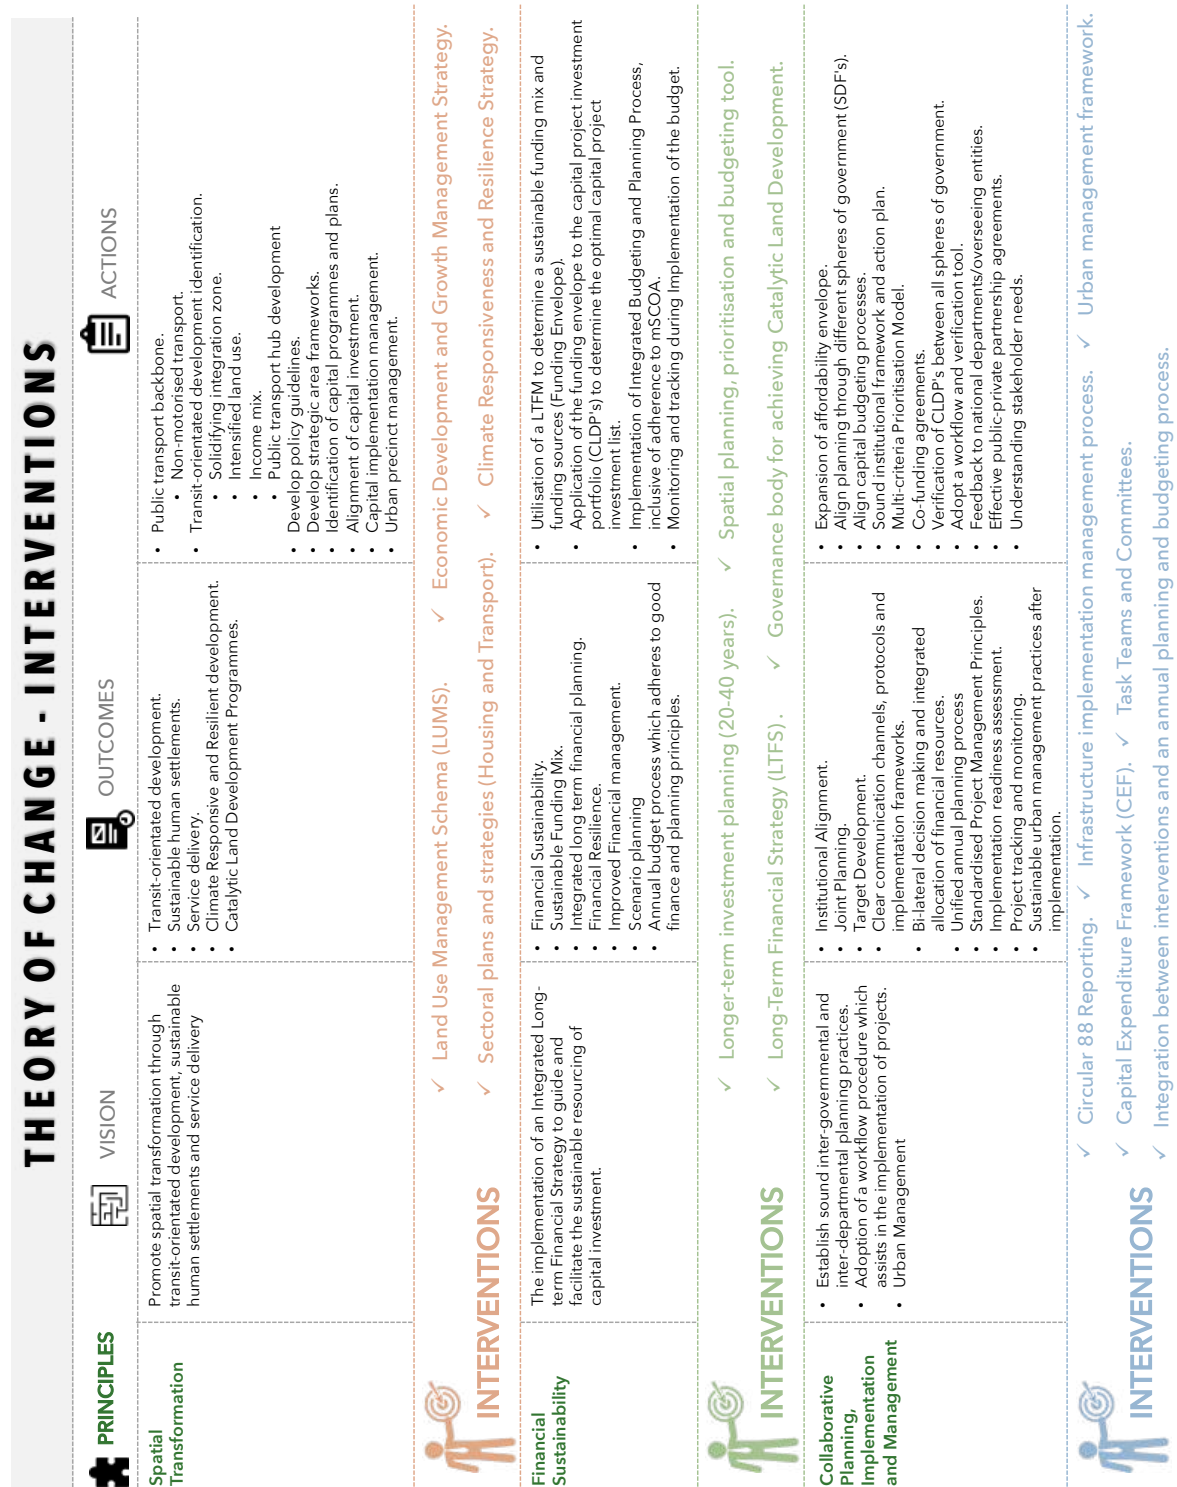 THEORY OF CHANGE - INTERVENTIONS
PRINCIPLES
VISION
OUTCOMES
ACTIONS
Spatial
Transformation
Promote spatial transformation through
transit-orientated development, sustainable
human settlements and service delivery
• Transit-orientated development.
• Sustainable human settlements.
• Service delivery.
• Climate Responsive and Resilient development.
• Catalytic Land Development Programmes.
• Public transport backbone.
• Non-motorised transport.
• Transit-orientated development identification.
• Solidifying integration zone.
• Intensified land use.
• Income mix.
• Public transport hub development
• Develop policy guidelines.
• Develop strategic area frameworks.
• Identification of capital programmes and plans.
• Alignment of capital investment.
• Capital implementation management.
• Urban precinct management.
INTERVENTIONS
✓ Land Use Management Schema (LUMS).
✓ Economic Development and Growth Management Strategy.
✓ Sectoral plans and strategies (Housing and Transport).
✓ Climate Responsiveness and Resilience Strategy.
Financial
Sustainability
The implementation of an Integrated Long-
term Financial Strategy to guide and
facilitate the sustainable resourcing of
capital investment.
• Financial Sustainability.
• Sustainable Funding Mix.
• Integrated long term financial planning.
• Financial Resilience.
• Improved Financial management.
• Scenario planning
• Annual budget process which adheres to good
finance and planning principles.
• Utilisation of a LTFM to determine a sustainable funding mix and
funding sources (Funding Envelope).
• Application of the funding envelope to the capital project investment
portfolio (CLDP's) to determine the optimal capital project
investment list.
• Implementation of Integrated Budgeting and Planning Process,
inclusive of adherence to mSCOA.
• Monitoring and tracking during Implementation of the budget.
INTERVENTIONS
✓ Longer-term investment planning (20-40 years).
✓ Spatial planning, prioritisation and budgeting tool.
✓ Long-Term Financial Strategy (LTFS).
✓ Governance body for achieving Catalytic Land Development.
Collaborative
Planning,
Implementation
and Management
• Establish sound inter-governmental and
inter-departmental planning practices.
• Adoption of a workflow procedure which
assists in the implementation of projects.
• Urban Management
• Institutional Alignment.
• Joint Planning.
• Target Development.
• Clear communication channels, protocols and
implementation frameworks.
• Bi-lateral decision making and integrated
allocation of financial resources.
• Unified annual planning process
• Standardised Project Management Principles.
• Implementation readiness assessment.
• Project tracking and monitoring.
• Sustainable urban management practices after
implementation.
• Expansion of affordability envelope.
• Align planning through different spheres of government (SDF's).
• Align capital budgeting processes.
• Sound institutional framework and action plan.
• Multi-criteria Prioritisation Model.
• Co-funding agreements.
• Verification of CLDP's between all spheres of government.
• Adopt a workflow and verification tool.
• Feedback to national departments/overseeing entities.
• Effective public-private partnership agreements.
• Understanding stakeholder needs.
INTERVENTIONS
✓ Circular 88 Reporting.
✓ Infrastructure implementation management process.
✓ Urban management framework.
✓ Capital Expenditure Framework (CEF).
✓ Task Teams and Committees.
✓ Integration between interventions and an annual planning and budgeting process.